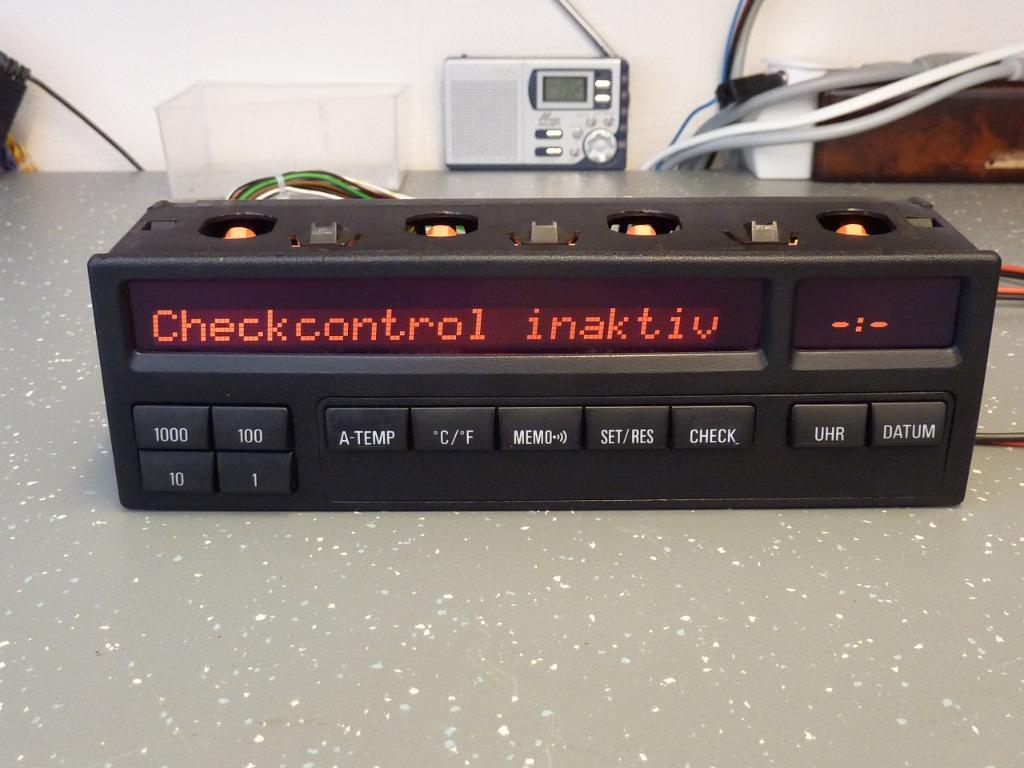 Checkcontrol inaktiv
-:-
1000 100
A-TEMP °C/°F MEMO•)) SET/RES CHECK UHR DATUM
10 1